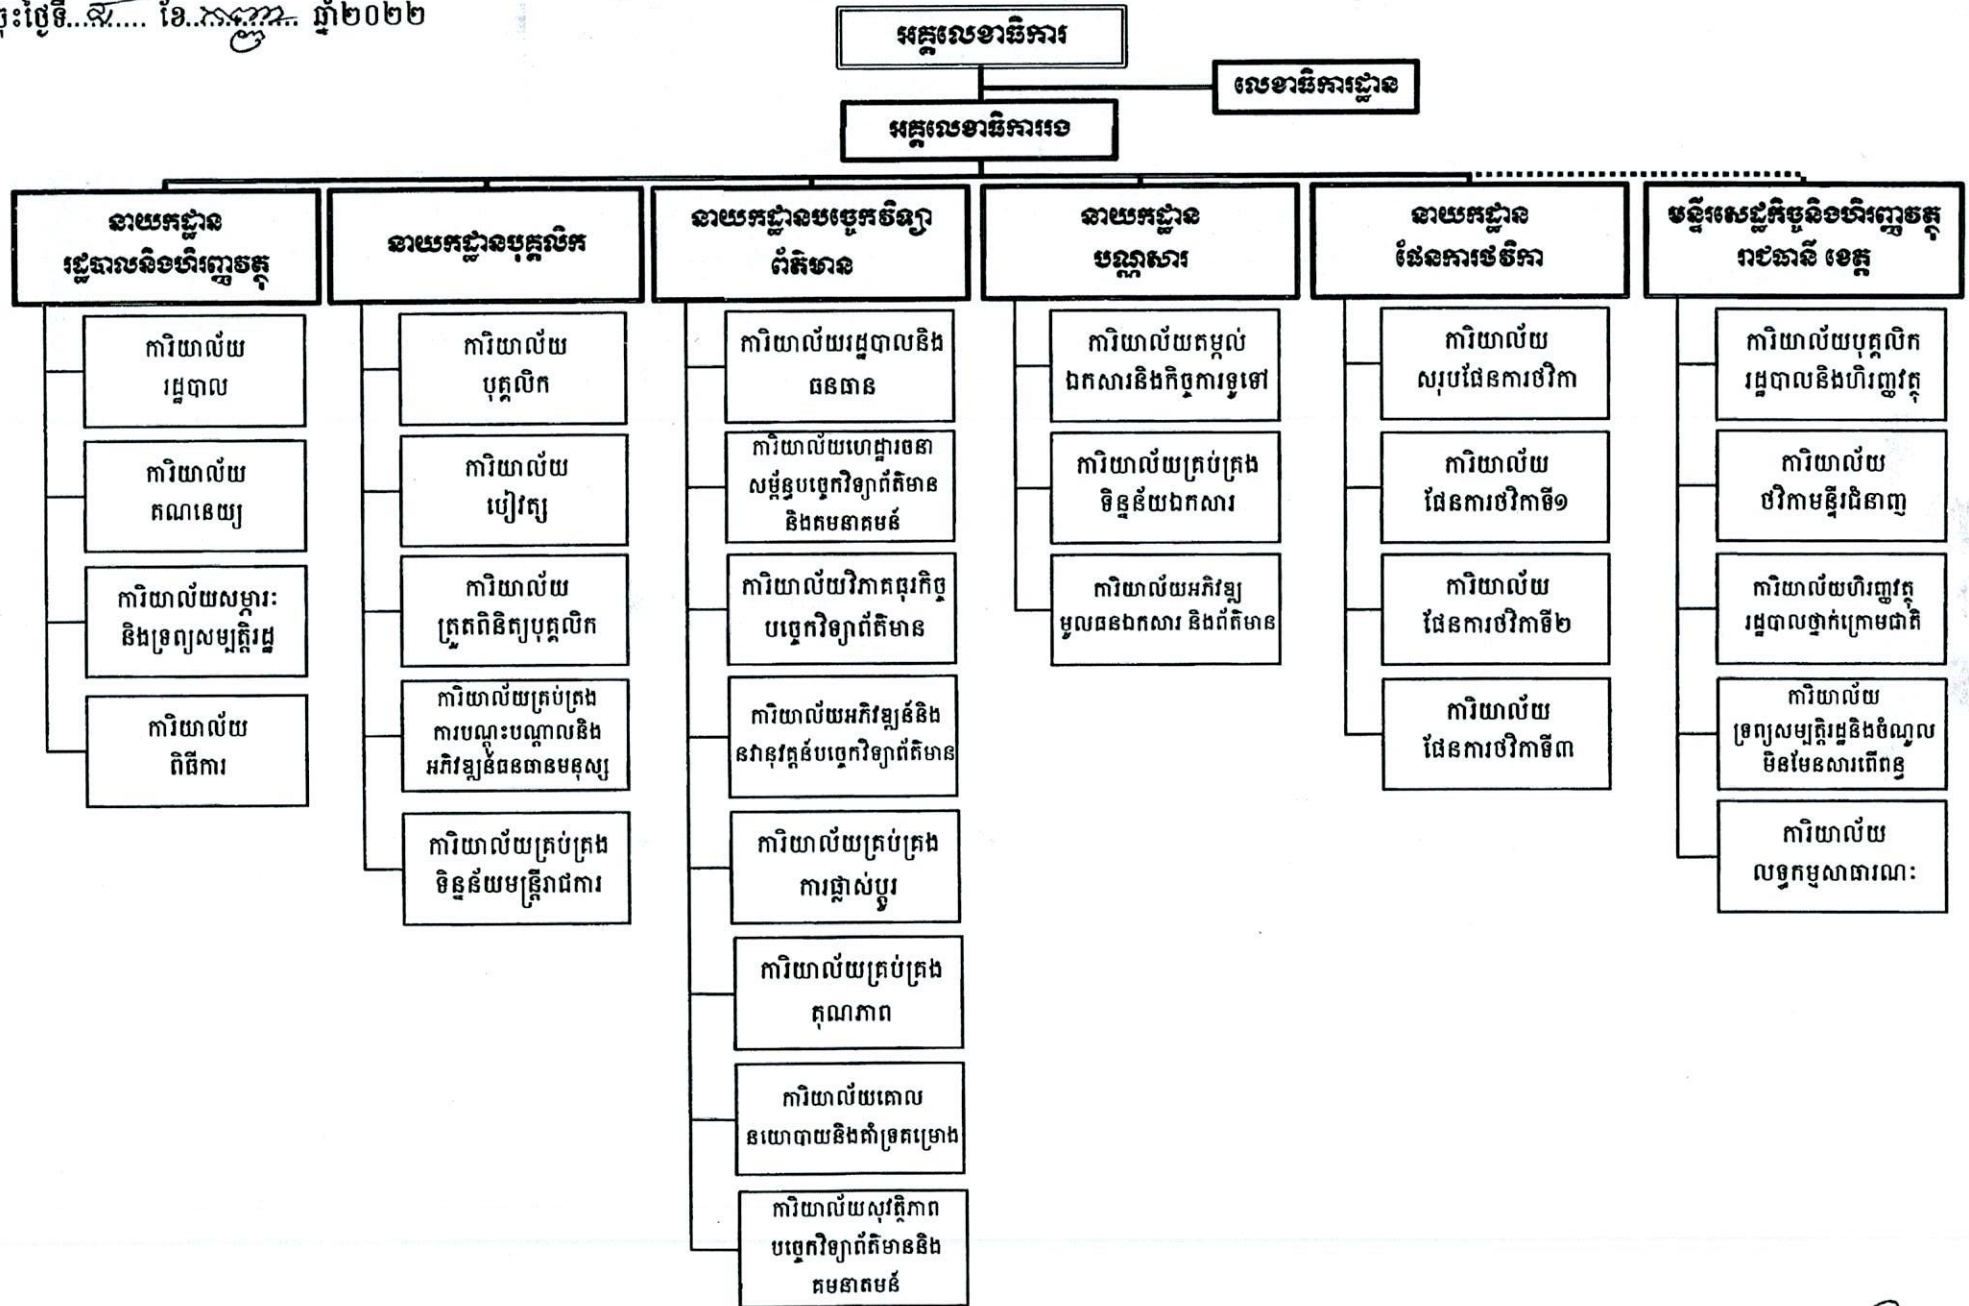 ចុះថ្ងៃទី........ ខែ............ ឆ្នាំ២០២២
អគ្គលេខាធិការ
លេខាធិការដ្ឋាន
អគ្គលេខាធិការរង
នាយកដ្ឋាន
រដ្ឋបាលនិងហិរញ្ញវត្ថុ
ការិយាល័យ
រដ្ឋបាល
ការិយាល័យ
គណនេយ្យ
ការិយាល័យសម្ភារៈ
និងទ្រព្យសម្បត្តិរដ្ឋ
ការិយាល័យ
ពិធីការ
នាយកដ្ឋានបុគ្គលិក
ការិយាល័យ
បុគ្គលិក
ការិយាល័យ
បៀវត្ស
ការិយាល័យ
ត្រួតពិនិត្យបុគ្គលិក
ការិយាល័យគ្រប់គ្រង
ការបណ្តុះបណ្តាលនិង
អភិវឌ្ឍន៍ធនធានមនុស្ស
ការិយាល័យគ្រប់គ្រង
ទិន្នន័យមន្ត្រីរាជការ
នាយកដ្ឋានបច្ចេកវិទ្យា
ព័ត៌មាន
ការិយាល័យរដ្ឋបាលនិង
ធនធាន
ការិយាល័យហេដ្ឋារចនា
សម្ព័ន្ធបច្ចេកវិទ្យាព័ត៌មាន
និងគមនាគមន៍
ការិយាល័យវិភាគធុរកិច្ច
បច្ចេកវិទ្យាព័ត៌មាន
ការិយាល័យអភិវឌ្ឍន៍និង
នវានុវត្តន៍បច្ចេកវិទ្យាព័ត៌មាន
ការិយាល័យគ្រប់គ្រង
ការផ្លាស់ប្តូរ
ការិយាល័យគ្រប់គ្រង
គុណភាព
ការិយាល័យគោល
នយោបាយនិងគាំទ្រគម្រោង
ការិយាល័យសុវត្ថិភាព
បច្ចេកវិទ្យាព័ត៌មាននិង
គមនាគមន៍
នាយកដ្ឋាន
បណ្ណសារ
ការិយាល័យតម្កល់
ឯកសារនិងកិច្ចការទូទៅ
ការិយាល័យគ្រប់គ្រង
ទិន្នន័យឯកសារ
ការិយាល័យអភិវឌ្ឍ
មូលធនឯកសារ និងព័ត៌មាន
នាយកដ្ឋាន
ផែនការថវិកា
ការិយាល័យ
សរុបផែនការថវិកា
ការិយាល័យ
ផែនការថវិកាទី១
ការិយាល័យ
ផែនការថវិកាទី២
ការិយាល័យ
ផែនការថវិកាទី៣
មន្ទីរសេដ្ឋកិច្ចនិងហិរញ្ញវត្ថុ
រាជធានី ខេត្ត
ការិយាល័យបុគ្គលិក
រដ្ឋបាលនិងហិរញ្ញវត្ថុ
ការិយាល័យ
ថវិកាមន្ទីរជំនាញ
ការិយាល័យហិរញ្ញវត្ថុ
រដ្ឋបាលថ្នាក់ក្រោមជាតិ
ការិយាល័យ
ទ្រព្យសម្បត្តិរដ្ឋនិងចំណូល
មិនមែនសារពើពន្ធ
ការិយាល័យ
លទ្ធកម្មសាធារណៈ